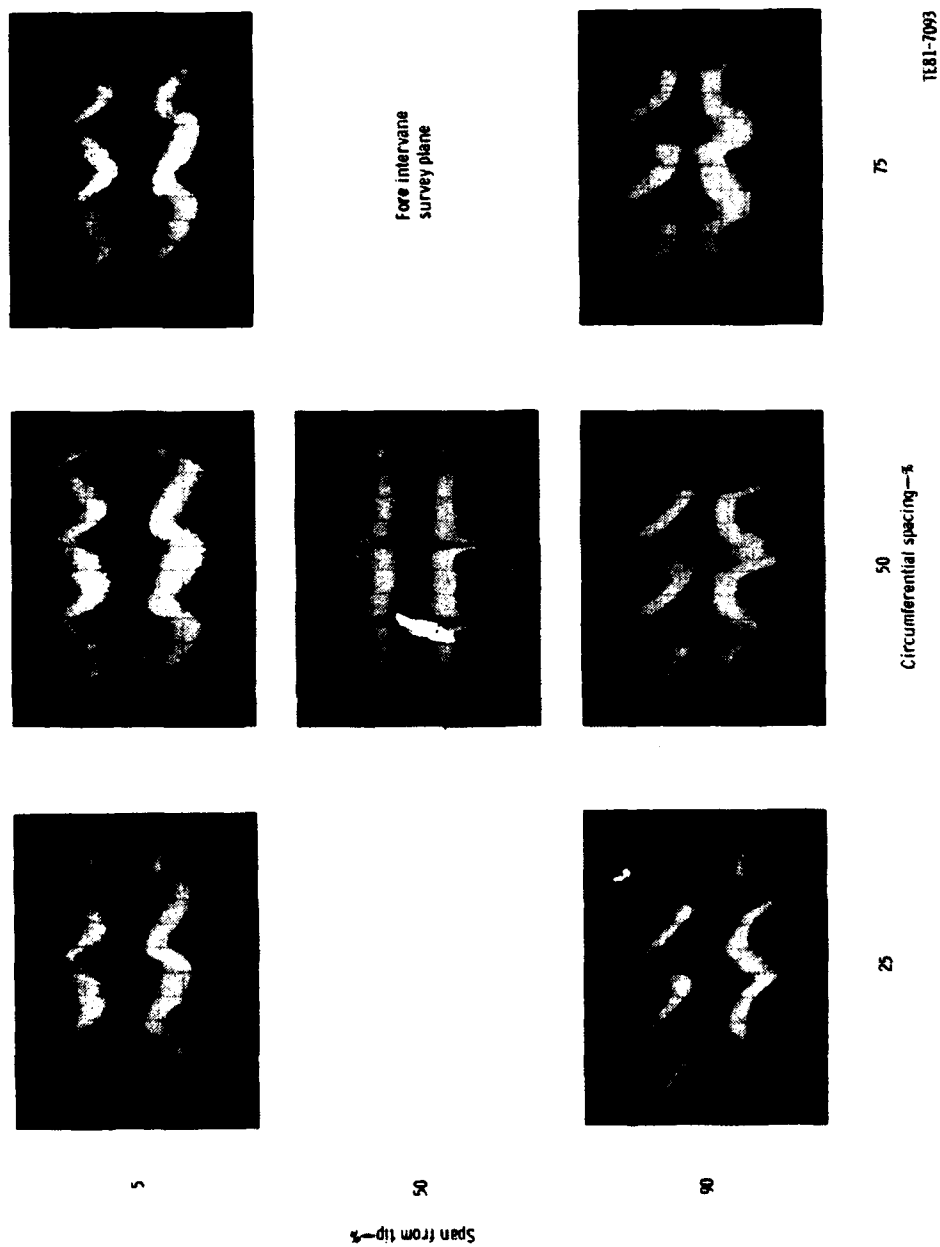 5
50
90
Span from tip—%
Fore intervane
survey plane
25
50
75
Circumferential spacing—%
TE81-7093